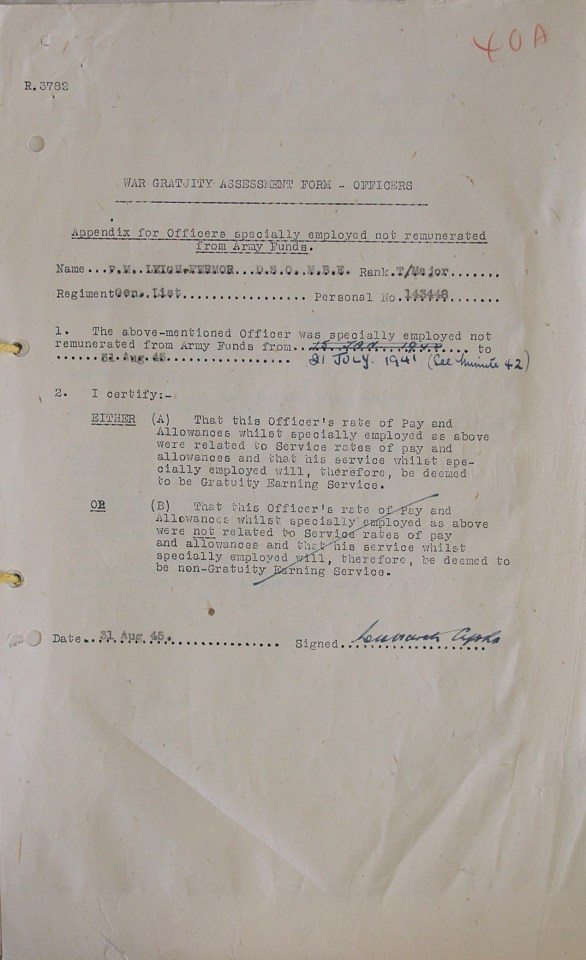 40A
R.3782
WAR GRATUITY ASSESSMENT FORM - OFFICERS
Appendix for Officers specially employed not remunerated
from Army Funds.
Name...P.M..LEIGH-FERMOR...D.S.O..M.B.E. Rank.T/Major.......
Regiment Gen. List.................. Personal No.143448.......
1. The above-mentioned Officer was specially employed not
remunerated from Army Funds from.................... to
......31 Aug 45................... 21 JULY. 1941 (See Minute 42)
2. I certify:-
EITHER (A) That this Officer's rate of Pay and
Allowances whilst specially employed as above
were related to Service rates of pay and
allowances and that his service whilst spe-
cially employed will, therefore, be deemed
to be Gratuity Earning Service.
OR (B) That this Officer's rate of Pay and
Allowances whilst specially employed as above
were not related to Service rates of pay
and allowances and that his service whilst
specially employed will, therefore, be deemed to
be non-Gratuity Earning Service.
Date..31 Aug 45................... Signed....................